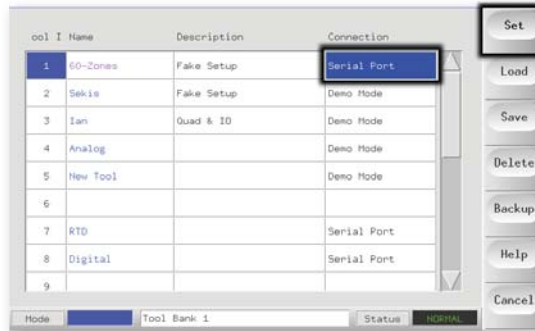 ool I Name Description Connection
1 60-Zones Fake Setup Serial Port
2 Sekis Fake Setup Demo Mode
3 Ian Quad & IO Demo Mode
4 Analog Demo Mode
5 New Tool Demo Mode
6
7 RTD Serial Port
8 Digital Serial Port
9
Mode Tool Bank 1 Status NORMAL
Set
Load
Save
Delete
Backup
Help
Cancel